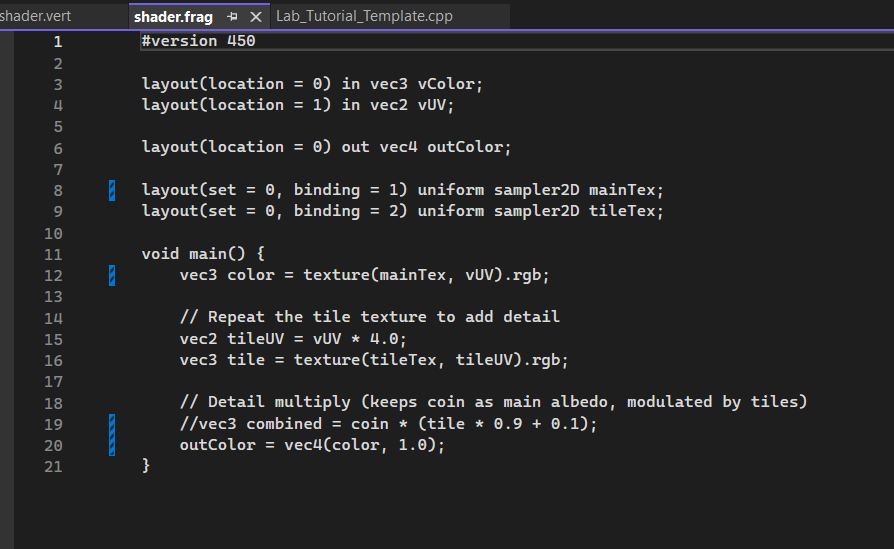 shader.vert shader.frag Lab_Tutorial_Template.cpp
1 #version 450
2
3 layout(location = 0) in vec3 vColor;
4 layout(location = 1) in vec2 vUV;
5
6 layout(location = 0) out vec4 outColor;
7
8 layout(set = 0, binding = 1) uniform sampler2D mainTex;
9 layout(set = 0, binding = 2) uniform sampler2D tileTex;
10
11 void main() {
12 vec3 color = texture(mainTex, vUV).rgb;
13
14 // Repeat the tile texture to add detail
15 vec2 tileUV = vUV * 4.0;
16 vec3 tile = texture(tileTex, tileUV).rgb;
17
18 // Detail multiply (keeps coin as main albedo, modulated by tiles)
19 //vec3 combined = coin * (tile * 0.9 + 0.1);
20 outColor = vec4(color, 1.0);
21 }